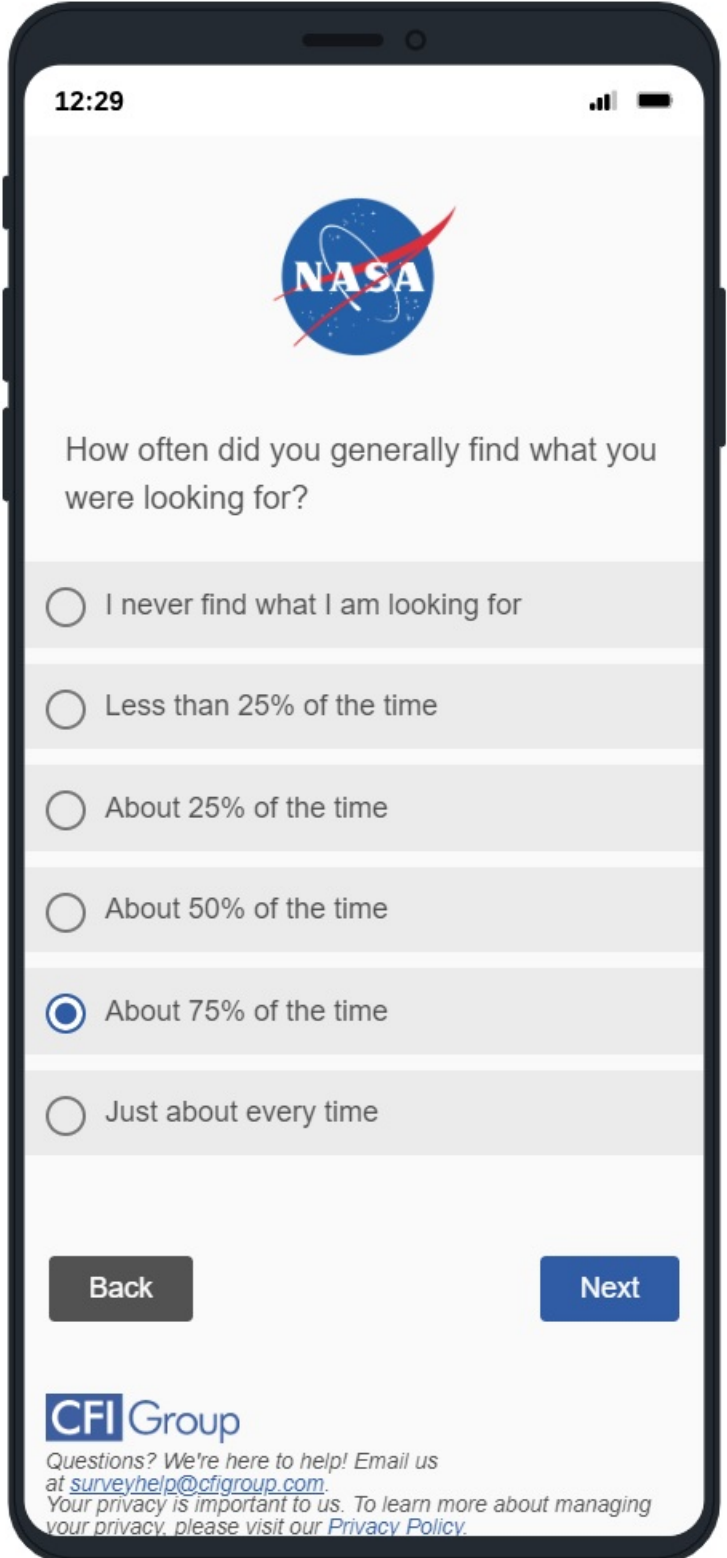 12:29
NASA
How often did you generally find what you
were looking for?
I never find what I am looking for
Less than 25% of the time
About 25% of the time
About 50% of the time
About 75% of the time
Just about every time
Back
Next
CFI Group
Questions? We're here to help! Email us
at surveyhelp@cfigroup.com.
Your privacy is important to us. To learn more about managing
your privacy, please visit our Privacy Policy.